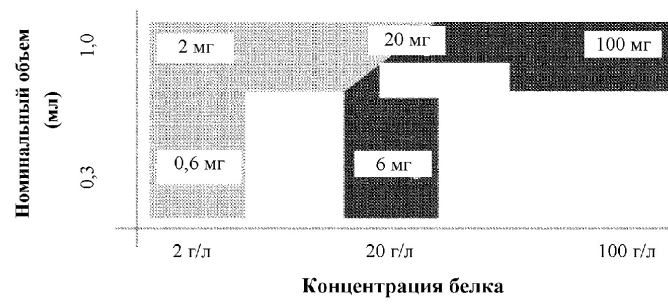 Номинальный объем
(мл)
1,0
0,3
2 мг
20 мг
100 мг
0,6 мг
6 мг
2 г/л
20 г/л
100 г/л
Концентрация белка